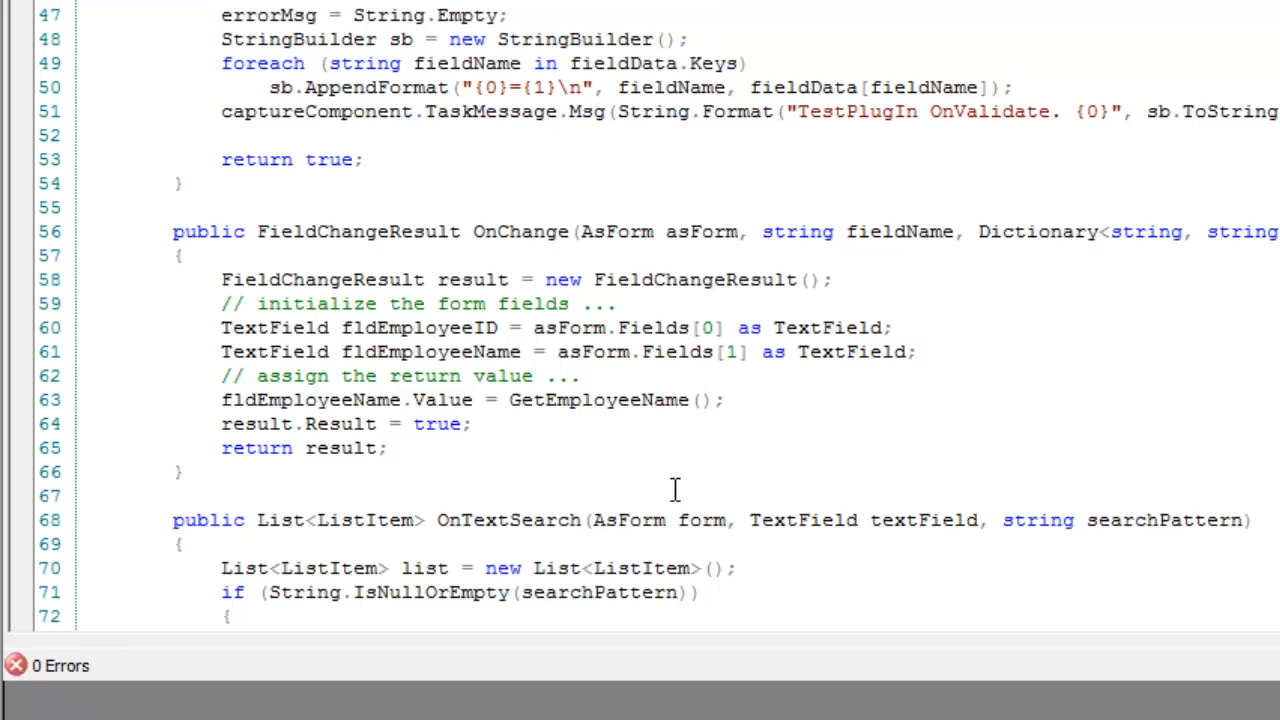 47 errorMsg = String.Empty;
48 StringBuilder sb = new StringBuilder();
49 foreach (string fieldName in fieldData.Keys)
50 sb.AppendFormat("{0}={1}\n", fieldName, fieldData[fieldName]);
51 captureComponent.TaskMessage.Msg(String.Format("TestPlugIn OnValidate. {0}", sb.ToString
52
53 return true;
54 }
55
56 public FieldChangeResult OnChange(AsForm asForm, string fieldName, Dictionary<string, string
57 {
58 FieldChangeResult result = new FieldChangeResult();
59 // initialize the form fields ...
60 TextField fldEmployeeID = asForm.Fields[0] as TextField;
61 TextField fldEmployeeName = asForm.Fields[1] as TextField;
62 // assign the return value ...
63 fldEmployeeName.Value = GetEmployeeName();
64 result.Result = true;
65 return result;
66 }
67
68 public List<ListItem> OnTextSearch(AsForm form, TextField textField, string searchPattern)
69 {
70 List<ListItem> list = new List<ListItem>();
71 if (String.IsNullOrEmpty(searchPattern))
72 {
0 Errors